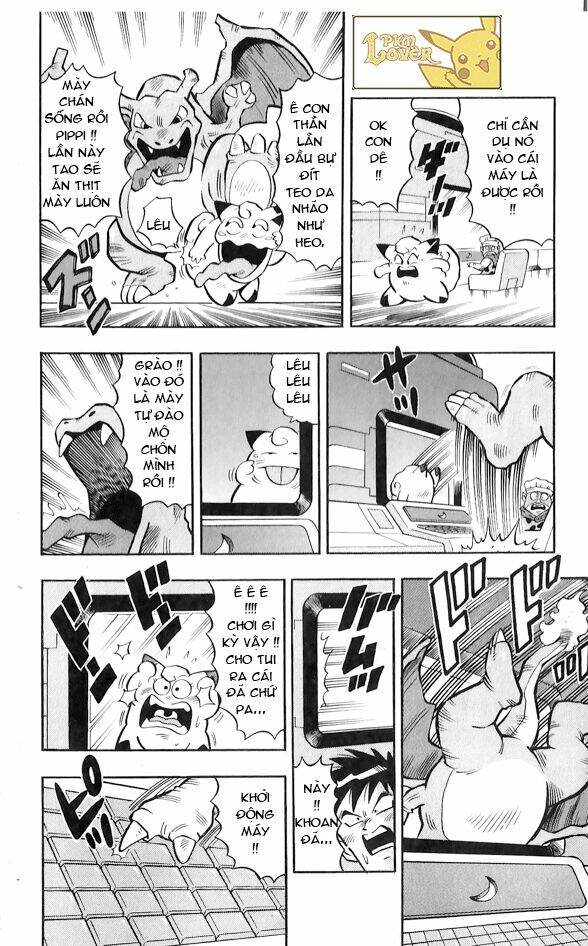 PKM
LOVER
CHỈ CẦN
DỤ NÓ
VÀO CÁI
MÁY LÀ
ĐƯỢC RỒI
!!
OK
CON
DÊ !!
Ê CON
THẰN
LẰN
ĐẦU BỰ
ĐÍT
TEO DA
NHÃO
NHƯ
HEO.
LÊU
MÀY
CHÁN
SỐNG RỒI
PIPPI !!
LẦN NÀY
TAO SẼ
ĂN THỊT
MÀY LUÔN
LÊU
LÊU
LÊU
GRÀO !!
VÀO ĐÓ
LÀ MÀY
TỰ ĐÀO
MỘ
CHÔN
MÌNH
RỒI !!
NÀY
!!
KHOAN
ĐÃ...
Ê Ê Ê
!!!!
CHƠI GÌ
KỲ VẬY !!
CHO TUI
RA CÁI
ĐÃ CHỨ
PA...
KHỞI
ĐỘNG
MÁY
!!